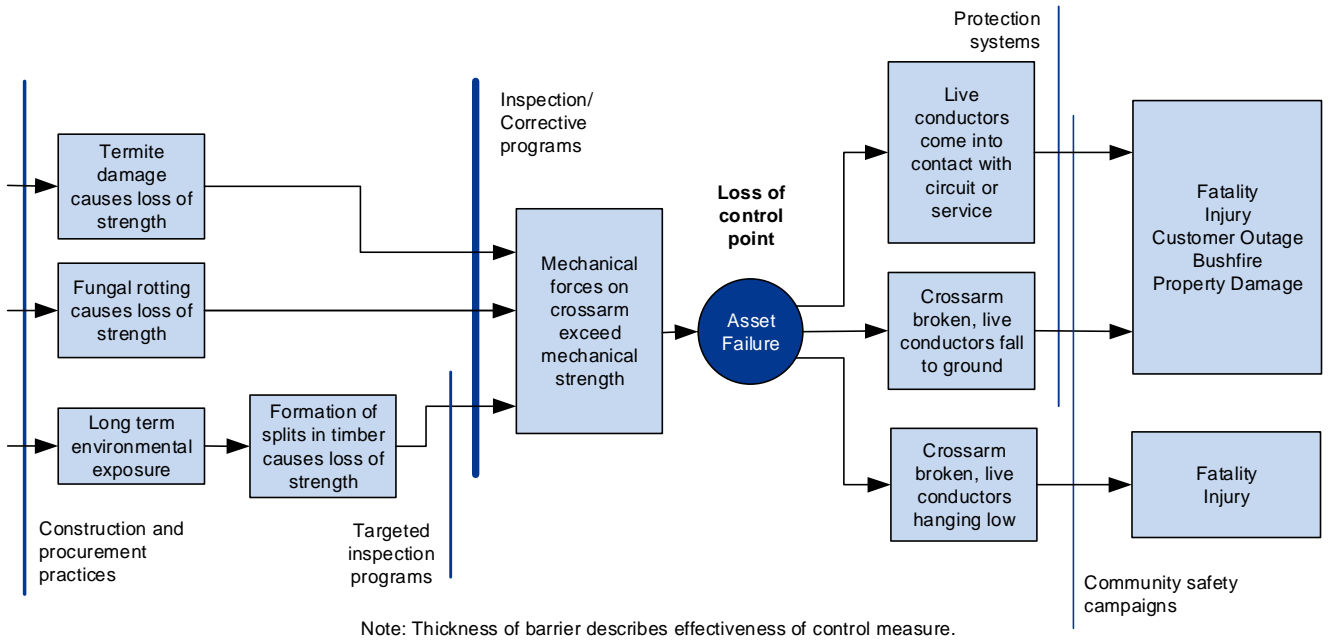 Termite
damage
causes loss of
strength
Fungal rotting
causes loss of
strength
Long term
environmental
exposure
Formation of
splits in timber
causes loss of
strength
Construction and
procurement
practices
Targeted
inspection
programs
Inspection/
Corrective
programs
Mechanical
forces on
crossarm
exceed
mechanical
strength
Loss of
control
point
Asset
Failure
Protection
systems
Live
conductors
come into
contact with
circuit or
service
Crossarm
broken, live
conductors fall
to ground
Crossarm
broken, live
conductors
hanging low
Fatality
Injury
Customer Outage
Bushfire
Property Damage
Fatality
Injury
Community safety
campaigns
Note: Thickness of barrier describes effectiveness of control measure.